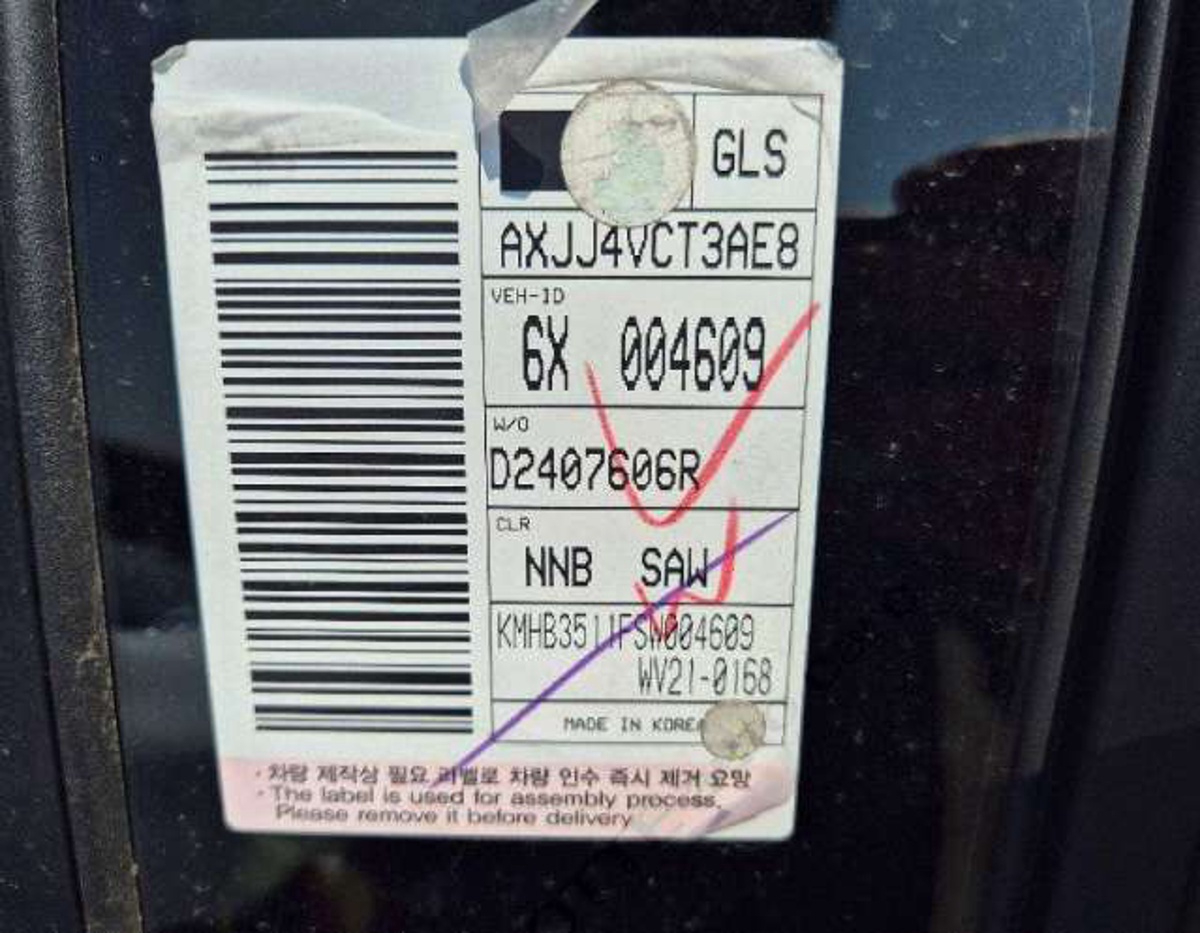 GLS
AXJJ4VCT3AE8
VEH-ID
6X 004609
W/O
D2407606R
CLR
NNB SAW
KMHB3511FSW004609
WV21-0168
MADE IN KOREA
· 차량 제작상 필요 라벨로 차량 인수 즉시 제거 요망
· The label is used for assembly process,
Please remove it before delivery